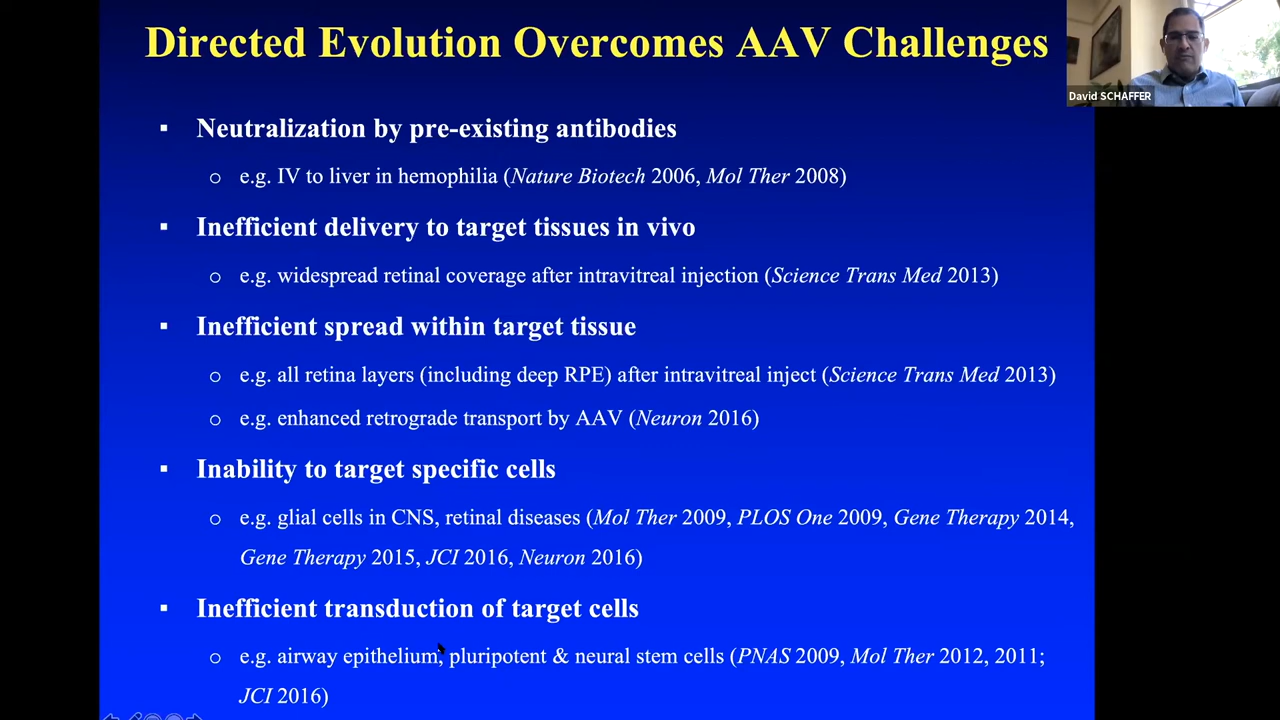 Directed Evolution Overcomes AAV Challenges
David SCHAFFER
▪ Neutralization by pre-existing antibodies
o e.g. IV to liver in hemophilia (Nature Biotech 2006, Mol Ther 2008)
▪ Inefficient delivery to target tissues in vivo
o e.g. widespread retinal coverage after intravitreal injection (Science Trans Med 2013)
▪ Inefficient spread within target tissue
o e.g. all retina layers (including deep RPE) after intravitreal inject (Science Trans Med 2013)
o e.g. enhanced retrograde transport by AAV (Neuron 2016)
▪ Inability to target specific cells
o e.g. glial cells in CNS, retinal diseases (Mol Ther 2009, PLOS One 2009, Gene Therapy 2014,
Gene Therapy 2015, JCI 2016, Neuron 2016)
▪ Inefficient transduction of target cells
o e.g. airway epithelium, pluripotent & neural stem cells (PNAS 2009, Mol Ther 2012, 2011;
JCI 2016)